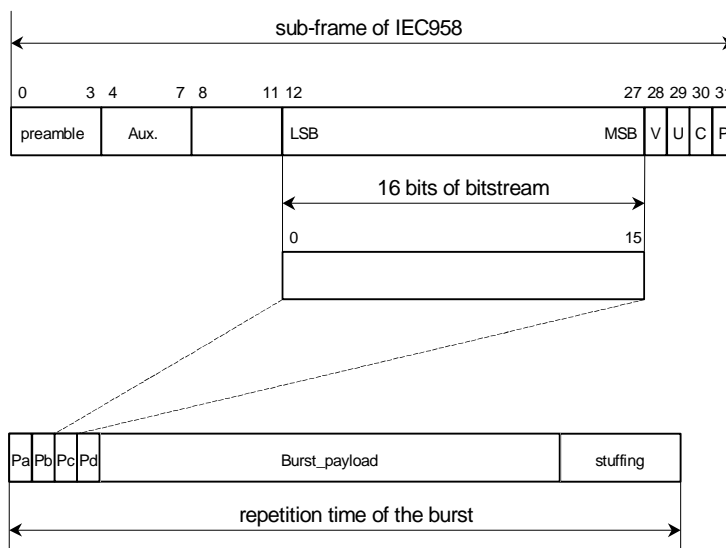 sub-frame of IEC958
0 3 4 7 8 11 12 27 28 29 30 31
preamble Aux. LSB MSB V U C P
16 bits of bitstream
0 15
Pa Pb Pc Pd Burst_payload stuffing
repetition time of the burst